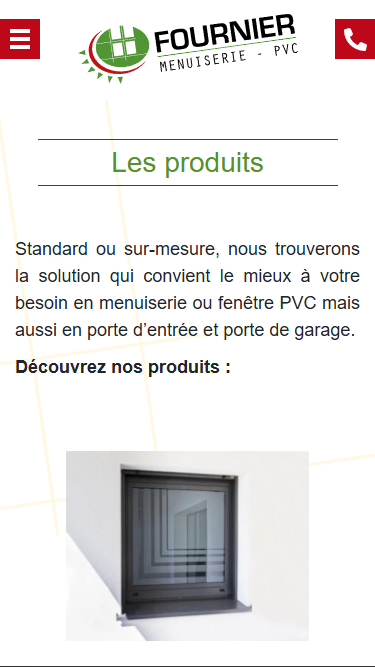 FOURNIER
MENUISERIE - PVC
Les produits
Standard ou sur-mesure, nous trouverons
la solution qui convient le mieux à votre
besoin en menuiserie ou fenêtre PVC mais
aussi en porte d’entrée et porte de garage.
Découvrez nos produits :